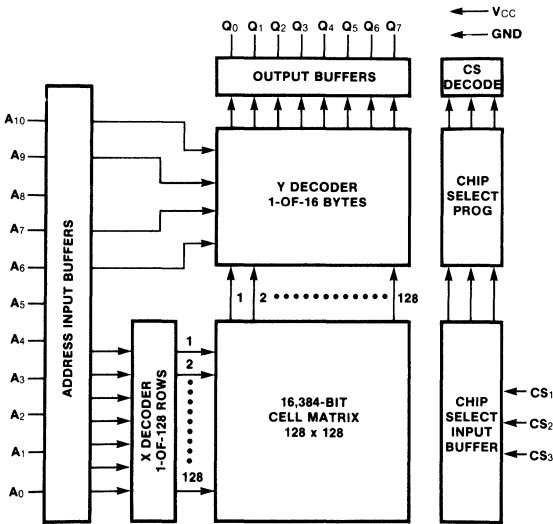 Q0 Q1 Q2 Q3 Q4 Q5 Q6 Q7
VCC
GND
OUTPUT BUFFERS
CS
DECODE
A10
A9
A8
A7
A6
A5
A4
A3
A2
A1
A0
ADDRESS INPUT BUFFERS
Y DECODER
1-OF-16 BYTES
CHIP
SELECT
PROG
1 2 128
X DECODER
1-OF-128 ROWS
1
2
128
16,384-BIT
CELL MATRIX
128 x 128
CHIP
SELECT
INPUT
BUFFER
CS1
CS2
CS3